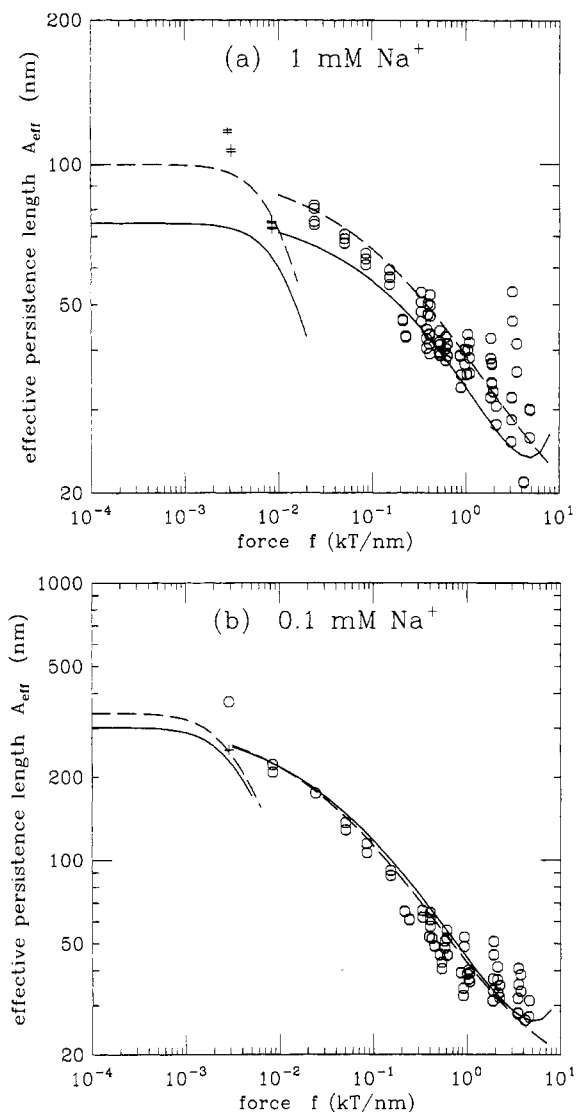 200
(a) 1 mM Na⁺
100
50
20
effective persistence length A_eff (nm)
10⁻⁴ 10⁻³ 10⁻² 10⁻¹ 10⁰ 10¹
force f (kT/nm)
1000
(b) 0.1 mM Na⁺
500
200
100
50
20
effective persistence length A_eff (nm)
10⁻⁴ 10⁻³ 10⁻² 10⁻¹ 10⁰ 10¹
force f (kT/nm)